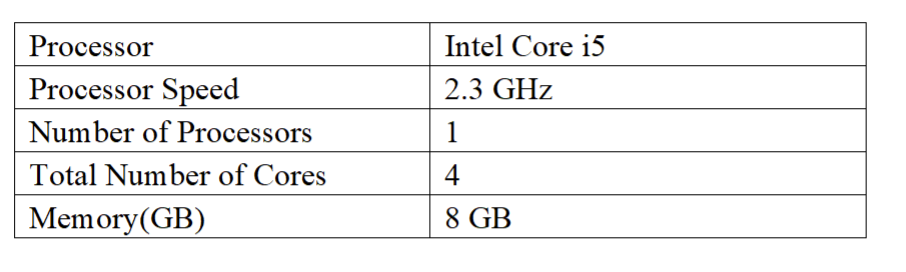 Processor Intel Core i5
Processor Speed 2.3 GHz
Number of Processors 1
Total Number of Cores 4
Memory(GB) 8 GB